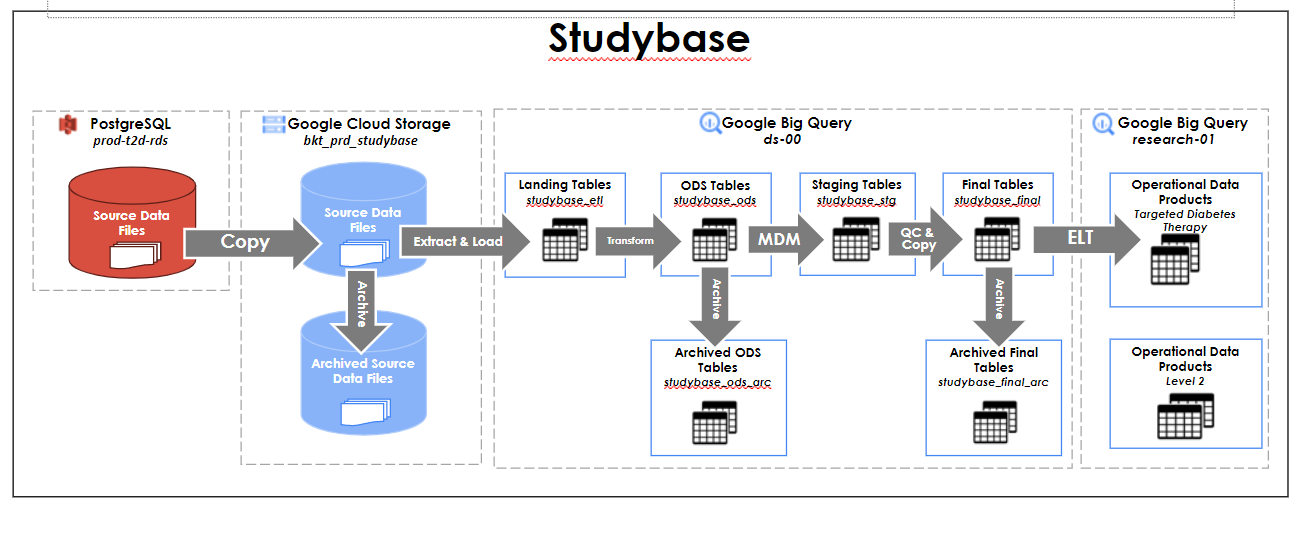 Studybase
PostgreSQL
prod-t2d-rds
Source Data
Files
Copy
Google Cloud Storage
bkt_prd_studybase
Source Data
Files
Extract & Load
Archive
Archived Source
Data Files
Google Big Query
ds-00
Landing Tables
studybase_etl
Transform
ODS Tables
studybase_ods
MDM
Staging Tables
studybase_stg
QC &
Copy
Final Tables
studybase_final
ELT
Archive
Archived ODS
Tables
studybase_ods_arc
Archive
Archived Final
Tables
studybase_final_arc
Google Big Query
research-01
Operational Data
Products
Targeted Diabetes
Therapy
Operational Data
Products
Level 2